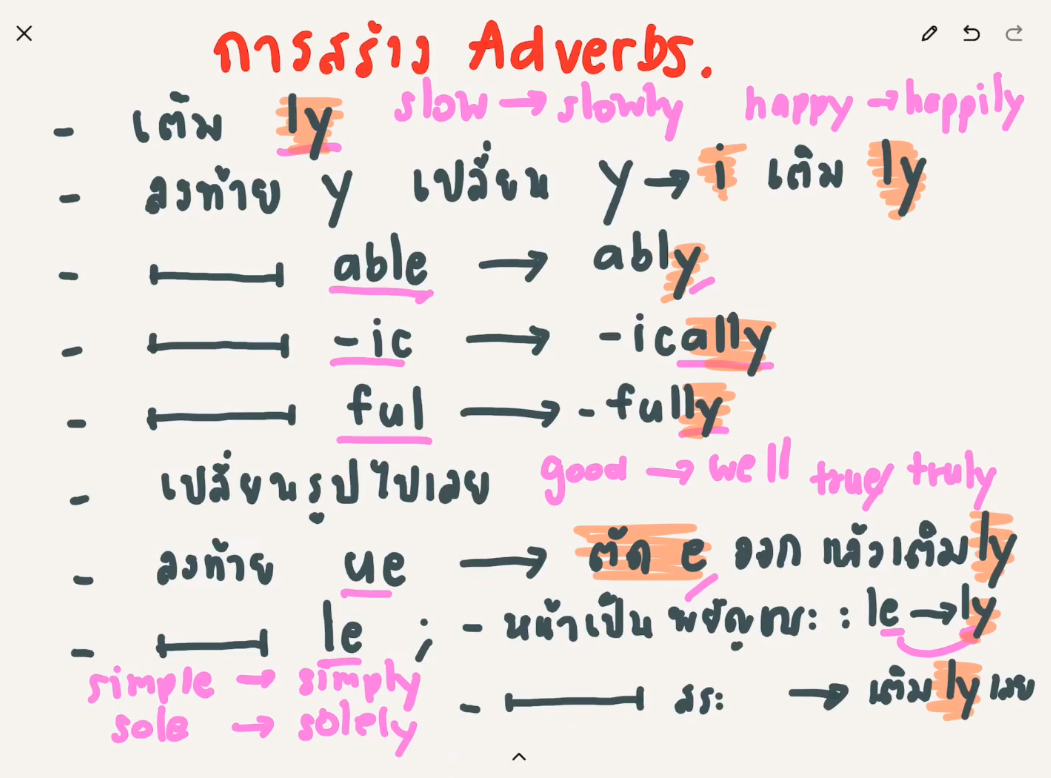 การสร้าง Adverbs.
- เติม ly slow → slowly happy → happily
- ลงท้าย y เปลี่ยน y → i เติม ly
- able → ably
- -ic → -ically
- ful → -fully
- เปลี่ยนรูปไปเลย good → well true/truly
- ลงท้าย ue → ตัด e ออก แล้วเติม ly
- le ; - หน้าเป็น พยัญชนะ : le → ly
simple → simply - สระ → เติม ly เลย
sole → solely